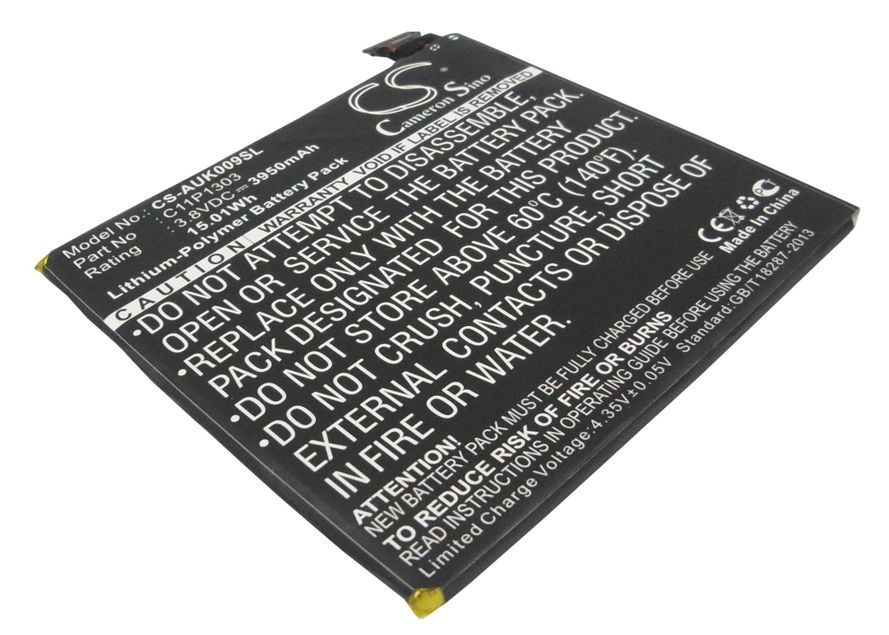 CS
Cameron Sino
Model No.: CS-AUK009SL
Part No : C11P1303
Rating : 3.8VDC ⎓ 3950mAh
15.01Wh
Lithium-Polymer Battery Pack
CAUTION WARRANTY VOID IF LABEL IS REMOVED
•DO NOT ATTEMPT TO DISASSEMBLE,
OPEN OR SERVICE THE BATTERY PACK.
•REPLACE ONLY WITH THE BATTERY
PACK DESIGNATED FOR THIS PRODUCT.
•DO NOT STORE ABOVE 60°C (140°F).
•DO NOT CRUSH, PUNCTURE, SHORT
EXTERNAL CONTACTS OR DISPOSE OF
IN FIRE OR WATER.
CE
Made In China
ATTENTION!
NEW BATTERY PACK MUST BE FULLY CHARGED BEFORE USE
TO REDUCE RISK OF FIRE OR BURNS
READ INSTRUCTIONS IN OPERATING GUIDE BEFORE USING THE BATTERY
Limited Charge Voltage: 4.35V±0.05V Standard:GB/T18287-2013